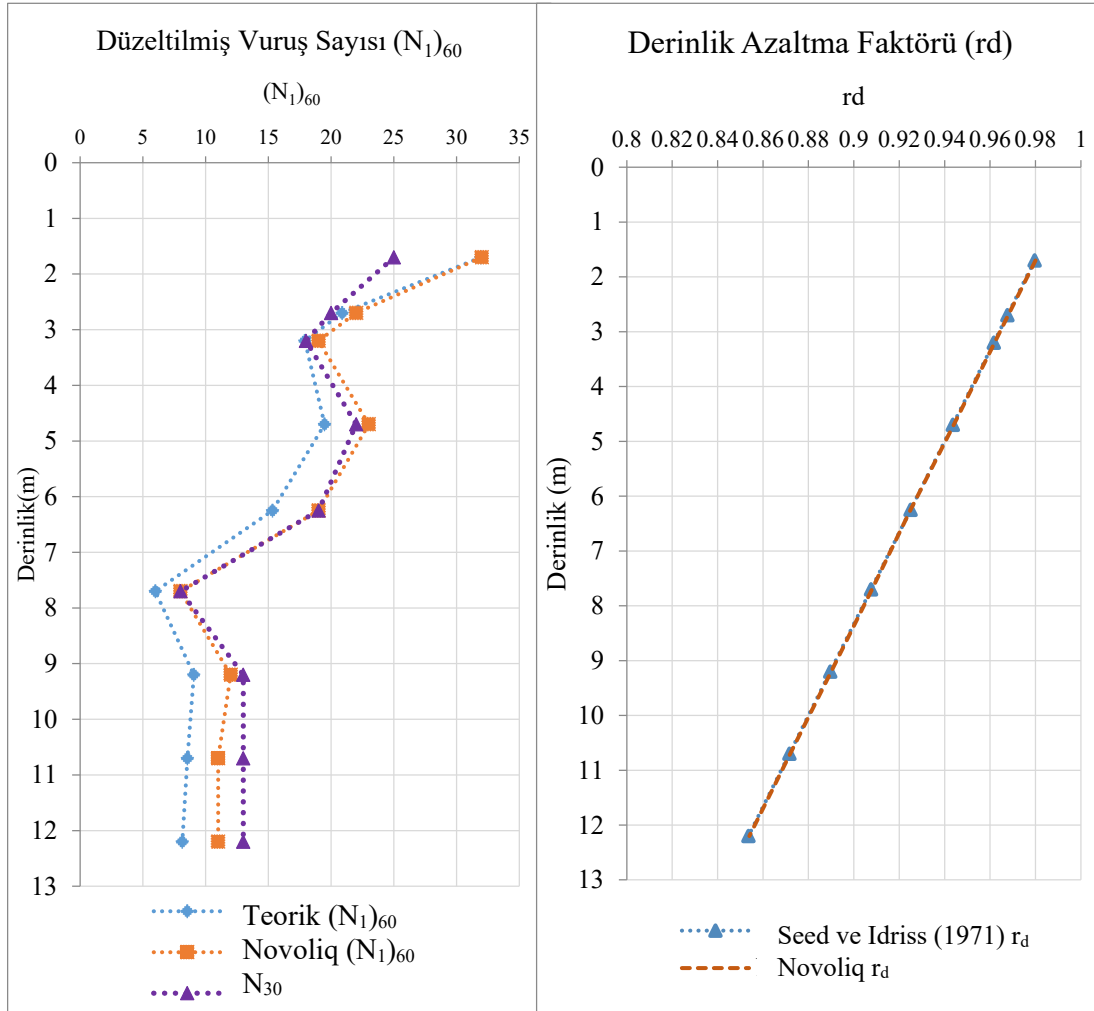 Düzeltilmiş Vuruş Sayısı (N₁)₆₀
(N₁)₆₀
0 5 10 15 20 25 30 35
0
1
2
3
4
5
6
7
8
9
10
11
12
13
Derinlik(m)
Teorik (N₁)₆₀
Novoliq (N₁)₆₀
N₃₀
Derinlik Azaltma Faktörü (rd)
rd
0.8 0.82 0.84 0.86 0.88 0.9 0.92 0.94 0.96 0.98 1
0
1
2
3
4
5
6
7
8
9
10
11
12
13
Derinlik (m)
Seed ve Idriss (1971) r_d
Novoliq r_d